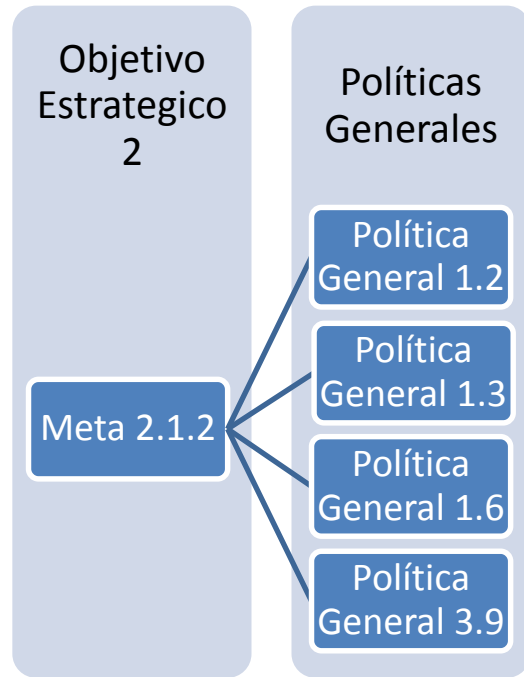 Objetivo
Estrategico
2
Políticas
Generales
Meta 2.1.2
Política
General 1.2
Política
General 1.3
Política
General 1.6
Política
General 3.9